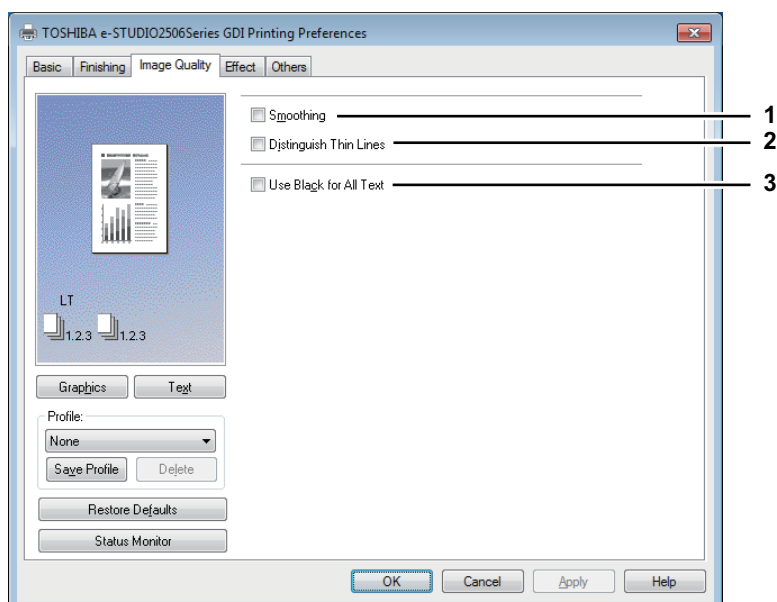 TOSHIBA e-STUDIO2506Series GDI Printing Preferences
Basic Finishing Image Quality Effect Others
Smoothing 1
Distinguish Thin Lines 2
Use Black for All Text 3
LT
1.2.3 1.2.3
Graphics Text
Profile:
None
Save Profile Delete
Restore Defaults
Status Monitor
OK Cancel Apply Help